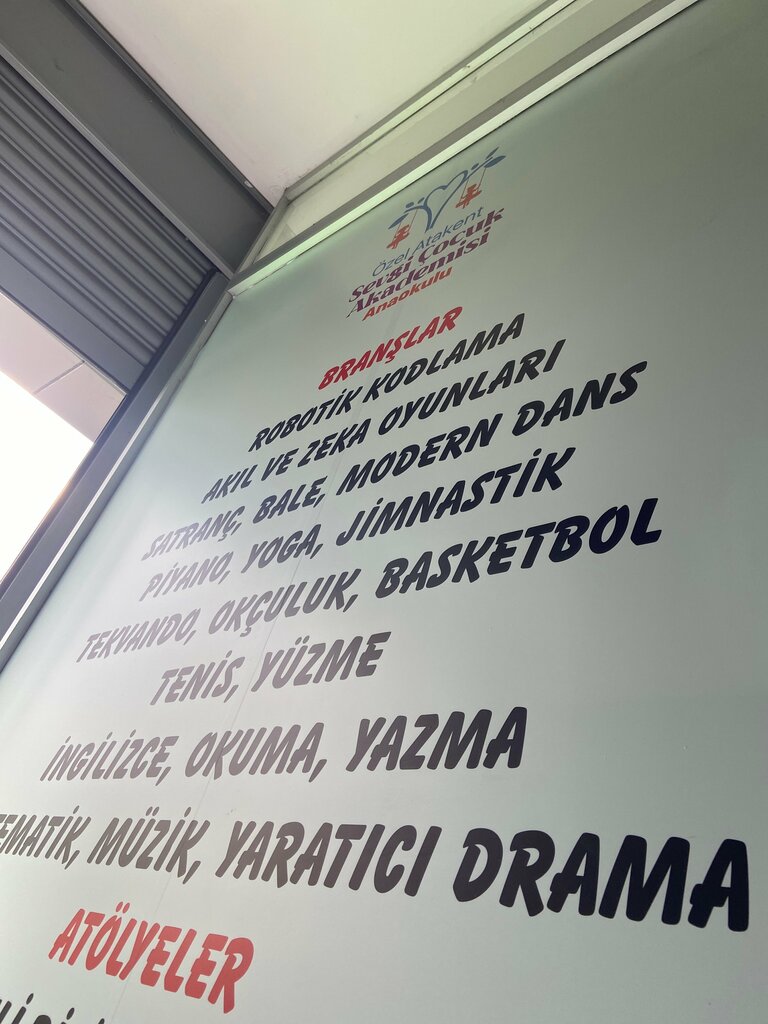 Özel Atakent
Sevgi Çocuk
Akademisi
Anaokulu
BRANŞLAR
ROBOTİK KODLAMA
AKIL VE ZEKA OYUNLARI
SATRANÇ, BALE, MODERN DANS
PİYANO, YOGA, JİMNASTİK
TEKVANDO, OKÇULUK, BASKETBOL
TENİS, YÜZME
İNGİLİZCE, OKUMA, YAZMA
MÜZİK, YARATICI DRAMA
ATÖLYELER